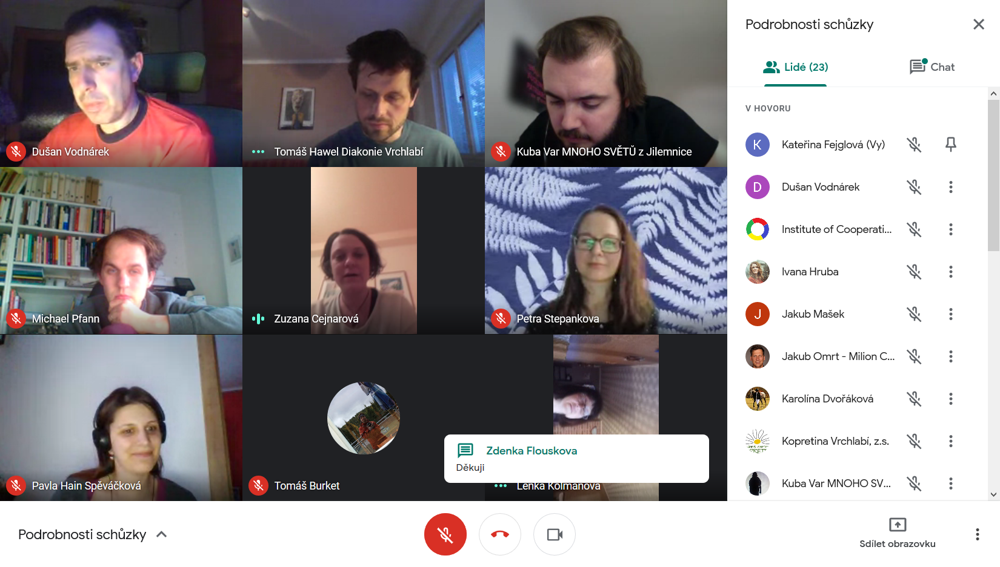 Dušan Vodnárek
Tomáš Hawel Diakonie Vrchlabí
Kuba Var MNOHO SVĚTŮ z Jilemnice
Michael Pfann
Zuzana Cejnarová
Petra Stepankova
Pavla Hain Spěváčková
Tomáš Burket
Lenka Kolmanova
Zdenka Flouskova
Děkuji
Podrobnosti schůzky
Lidé (23)
Chat
V HOVORU
K
Kateřina Fejglová (Vy)
D
Dušan Vodnárek
Institute of Cooperati...
Ivana Hruba
J
Jakub Mašek
Jakub Omrt - Milion C...
Karolína Dvořáková
Kopretina Vrchlabí, z.s.
Kuba Var MNOHO SV...
Podrobnosti schůzky
Sdílet obrazovku